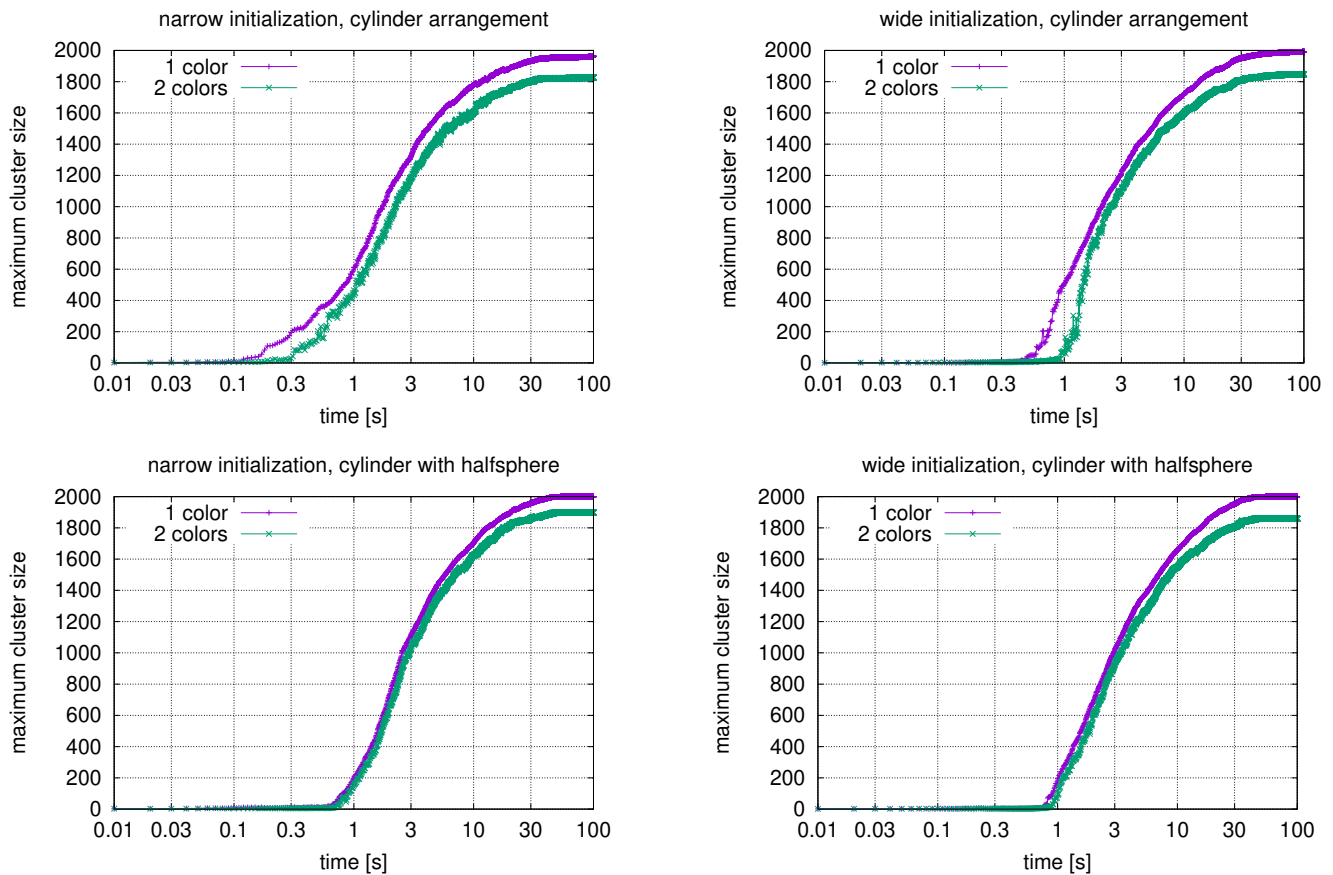 narrow initialization, cylinder arrangement
maximum cluster size
2000
1800
1600
1400
1200
1000
800
600
400
200
0
1 color
2 colors
0.01 0.03 0.1 0.3 1 3 10 30 100
time [s]
wide initialization, cylinder arrangement
maximum cluster size
2000
1800
1600
1400
1200
1000
800
600
400
200
0
1 color
2 colors
0.01 0.03 0.1 0.3 1 3 10 30 100
time [s]
narrow initialization, cylinder with halfsphere
maximum cluster size
2000
1800
1600
1400
1200
1000
800
600
400
200
0
1 color
2 colors
0.01 0.03 0.1 0.3 1 3 10 30 100
time [s]
wide initialization, cylinder with halfsphere
maximum cluster size
2000
1800
1600
1400
1200
1000
800
600
400
200
0
1 color
2 colors
0.01 0.03 0.1 0.3 1 3 10 30 100
time [s]